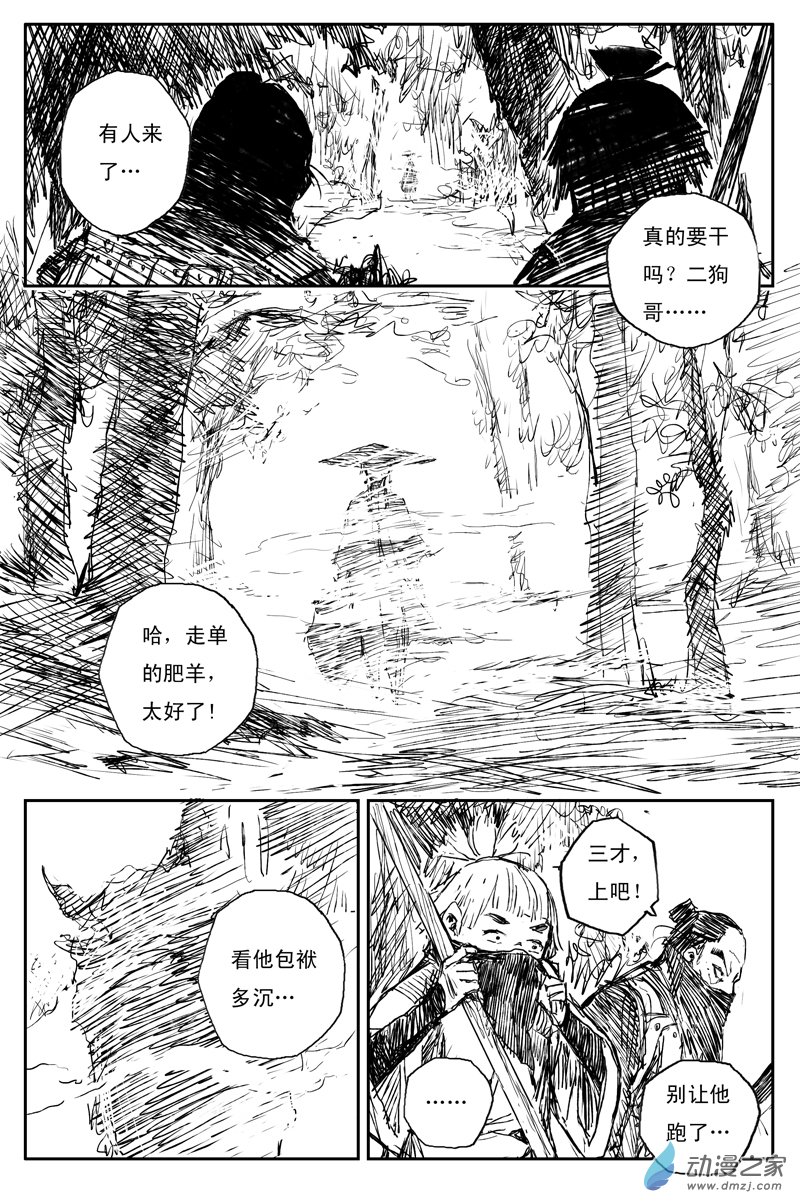 有人来
了…
真的要干
吗？二狗
哥……
哈，走单
的肥羊，
太好了！
看他包袱
多沉…
三才，
上吧！
……
别让他
跑了…
动漫之家
www.dmzj.com